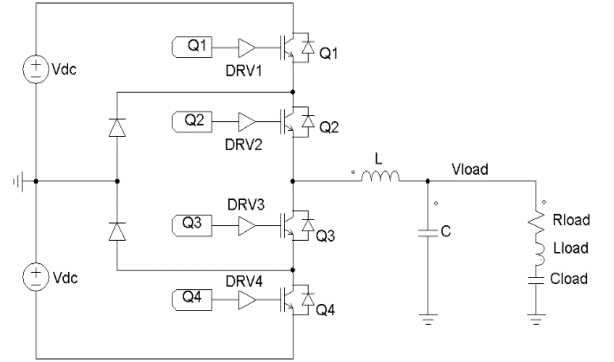 Q1
DRV1
Q1
Vdc
Q2
DRV2
Q2
L
Vload
Q3
DRV3
Q3
C
Rload
Lload
Cload
Vdc
Q4
DRV4
Q4